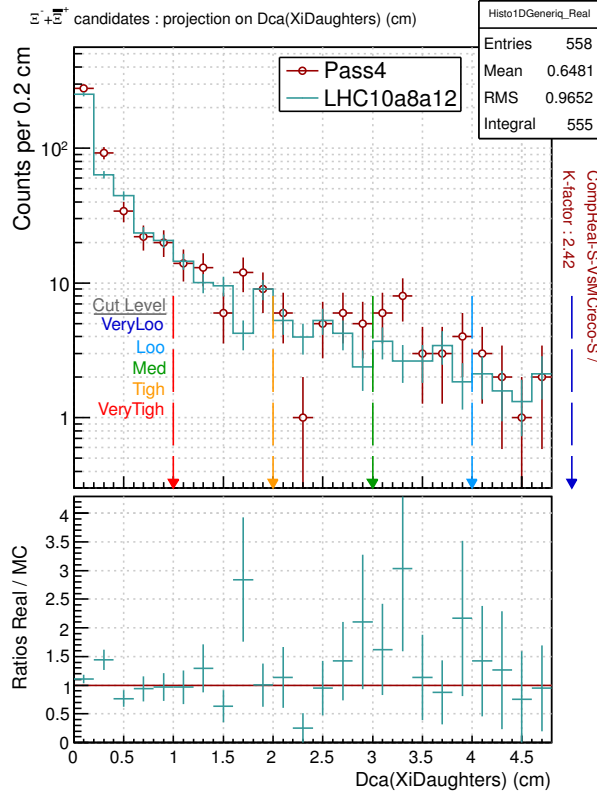 Ξ⁻+Ξ̅⁺ candidates : projection on Dca(XiDaughters) (cm)
Histo1DGeneriq_Real
Entries 558
Mean 0.6481
RMS 0.9652
Integral 555
Pass4
LHC10a8a12
Counts per 0.2 cm
10²
10
1
Cut Level
VeryLoo
Loo
Med
Tigh
VeryTigh
CompReal-S-VsMCreco-S /
K-factor : 2.42
Ratios Real / MC
4
3.5
3
2.5
2
1.5
1
0.5
0
0 0.5 1 1.5 2 2.5 3 3.5 4 4.5
Dca(XiDaughters) (cm)